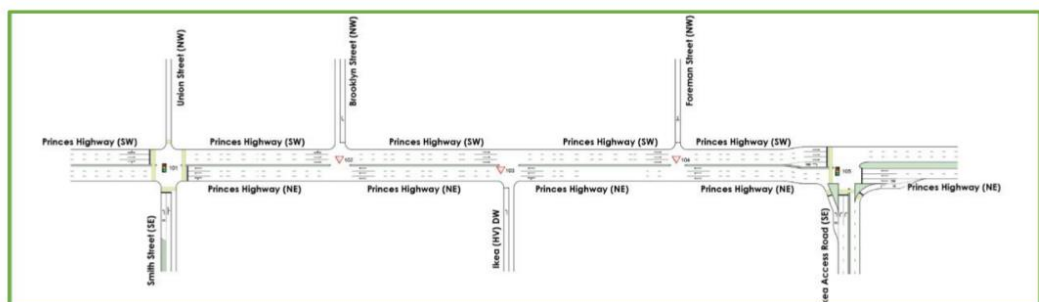 Union Street (NW)
Brooklyn Street (NW)
Foreman Street (NW)
Princes Highway (SW)
Princes Highway (SW)
Princes Highway (SW)
Princes Highway (SW)
Princes Highway (SW)
101
102
103
104
105
Princes Highway (NE)
Princes Highway (NE)
Princes Highway (NE)
Princes Highway (NE)
Princes Highway (NE)
Smith Street (SE)
Ikea (HV) DW
kea Access Road (SE)